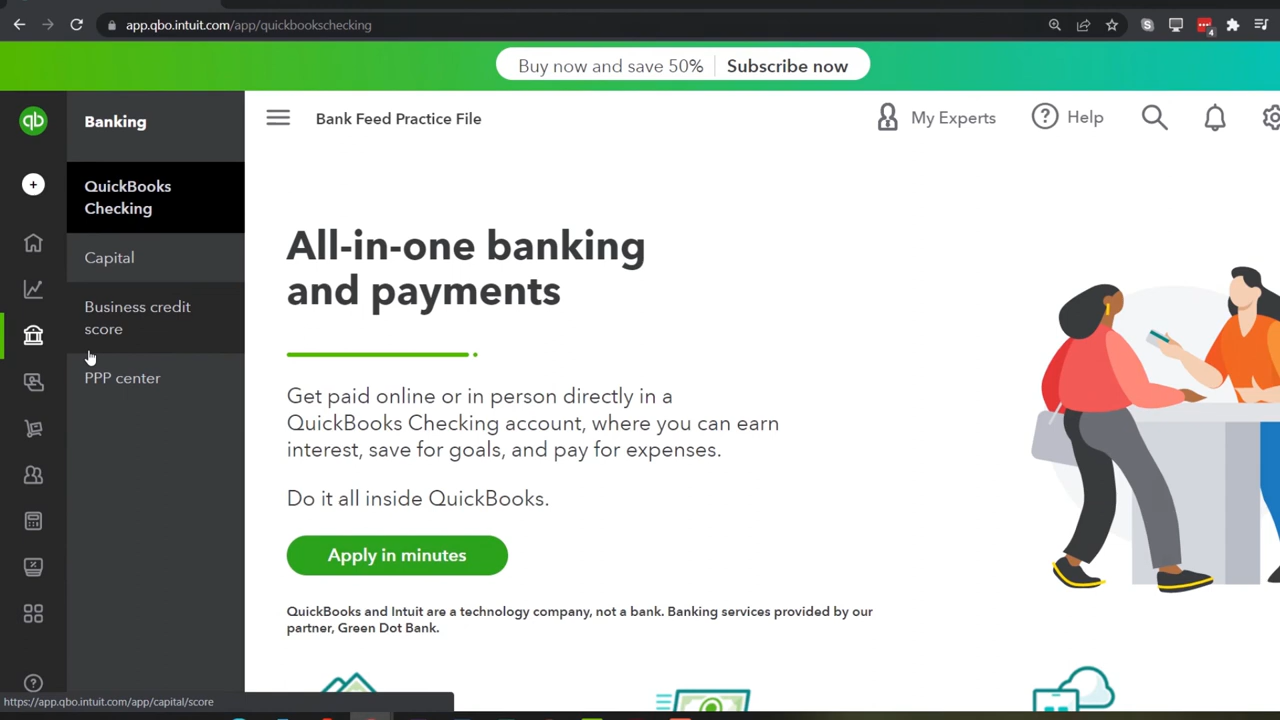 app.qbo.intuit.com/app/quickbookschecking
4
Buy now and save 50% Subscribe now
qb
Banking
Bank Feed Practice File
My Experts
? Help
+
QuickBooks
Checking
Capital
Business credit
score
PPP center
All-in-one banking
and payments
Get paid online or in person directly in a
QuickBooks Checking account, where you can earn
interest, save for goals, and pay for expenses.
Do it all inside QuickBooks.
Apply in minutes
QuickBooks and Intuit are a technology company, not a bank. Banking services provided by our
partner, Green Dot Bank.
?
https://app.qbo.intuit.com/app/capital/score